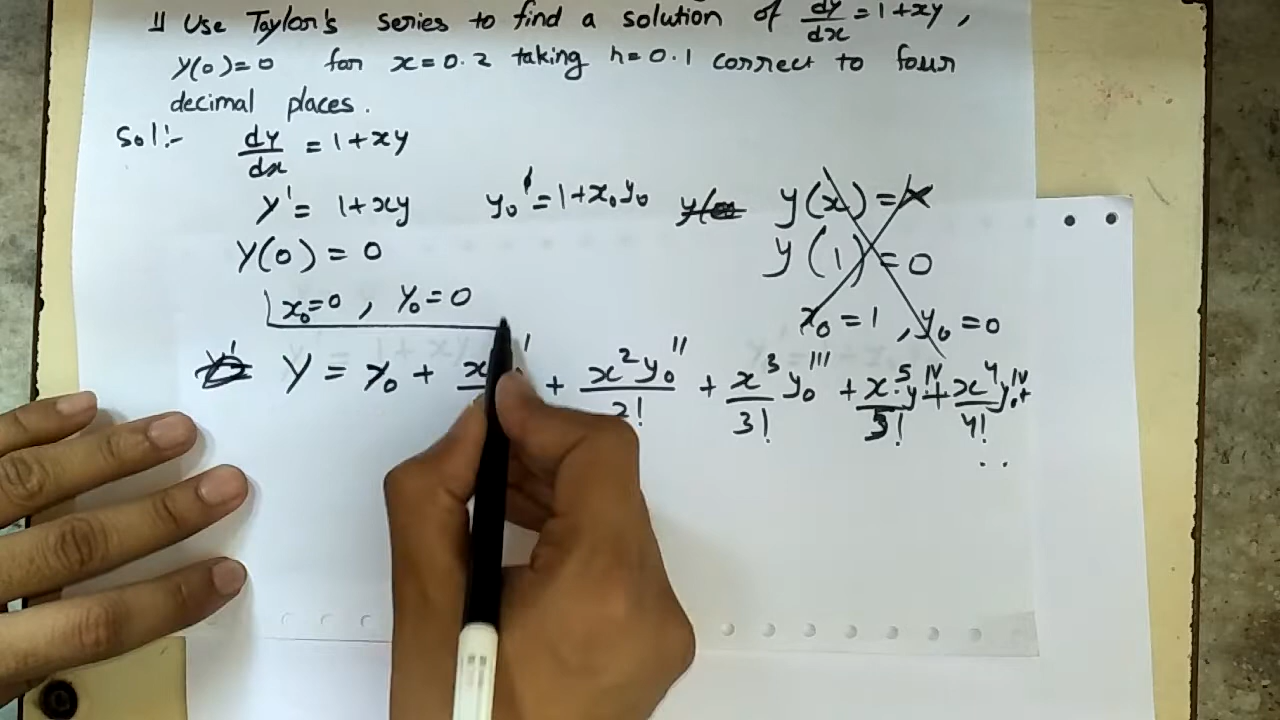 1] Use Taylor's series to find a solution of dy/dx = 1+xy,
y(0)=0 for x=0.2 taking h=0.1 correct to four
decimal places.
Sol:- dy/dx = 1+xy
y' = 1+xy y₀' = 1+x₀y₀ y(x) =
Y(0) = 0 y(1) = 0
x₀=0, y₀=0 x₀=1, y₀=0
Y = y₀ + x ' + x²y₀''/2! + x³/3! y₀''' + x⁵/5! yᴵⱽ + x⁴/4! y₀ᴵⱽ+
..